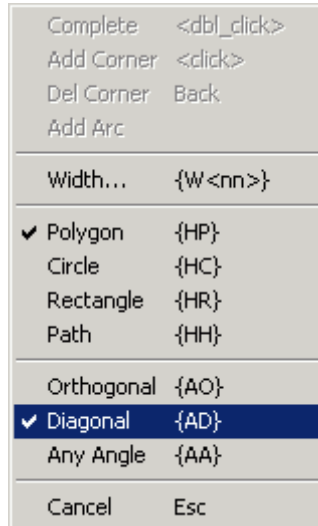 Complete <dbl_click>
Add Corner <click>
Del Corner Back
Add Arc
Width... {W<nn>}
Polygon {HP}
Circle {HC}
Rectangle {HR}
Path {HH}
Orthogonal {AO}
Diagonal {AD}
Any Angle {AA}
Cancel Esc